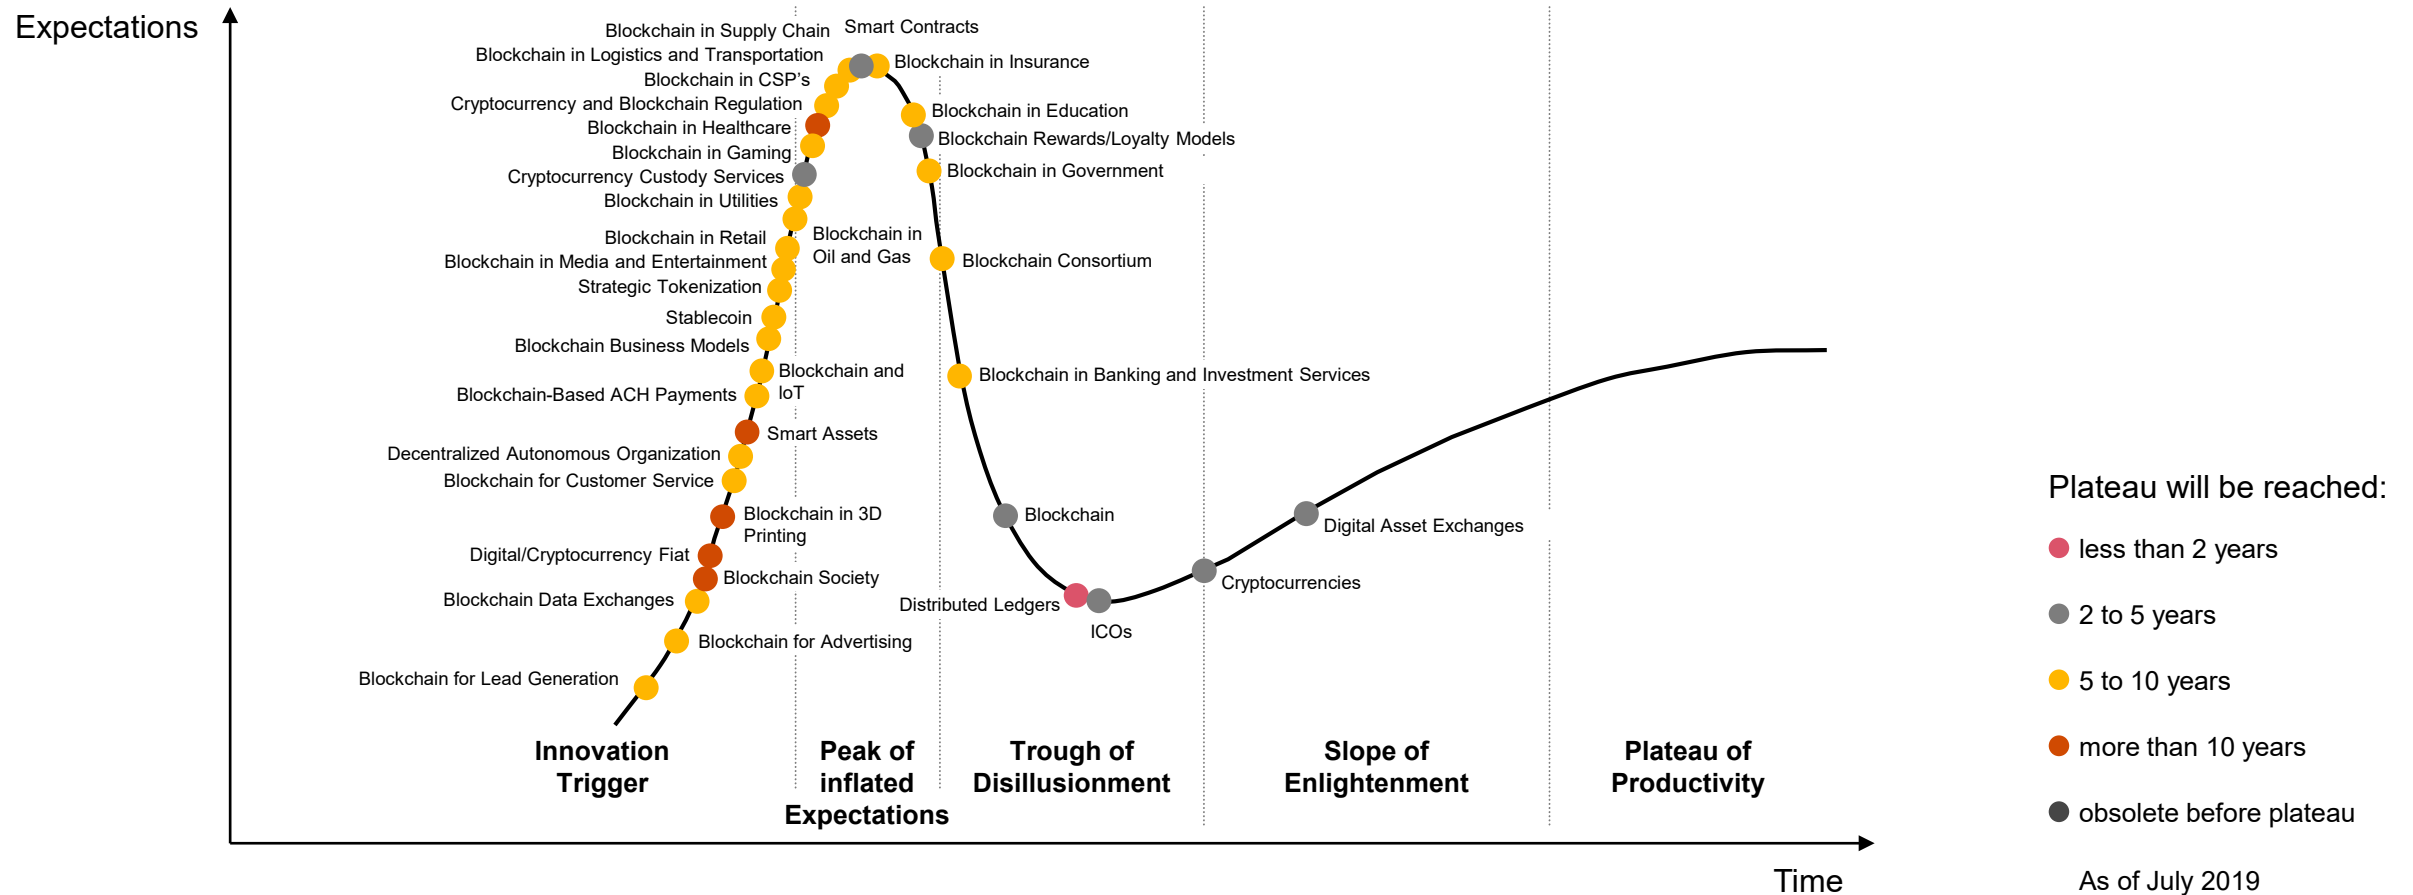 Expectations
Blockchain in Supply Chain
Smart Contracts
Blockchain in Logistics and Transportation
Blockchain in Insurance
Blockchain in CSP's
Cryptocurrency and Blockchain Regulation
Blockchain in Education
Blockchain in Healthcare
Blockchain Rewards/Loyalty Models
Blockchain in Gaming
Cryptocurrency Custody Services
Blockchain in Government
Blockchain in Utilities
Blockchain in Retail
Blockchain in
Oil and Gas
Blockchain in Media and Entertainment
Blockchain Consortium
Strategic Tokenization
Stablecoin
Blockchain Business Models
Blockchain and
IoT
Blockchain in Banking and Investment Services
Blockchain-Based ACH Payments
Smart Assets
Decentralized Autonomous Organization
Blockchain for Customer Service
Blockchain in 3D
Printing
Blockchain
Digital Asset Exchanges
Digital/Cryptocurrency Fiat
Blockchain Society
Cryptocurrencies
Blockchain Data Exchanges
Distributed Ledgers
ICOs
Blockchain for Advertising
Blockchain for Lead Generation
Innovation
Trigger
Peak of
inflated
Expectations
Trough of
Disillusionment
Slope of
Enlightenment
Plateau of
Productivity
Time
Plateau will be reached:
less than 2 years
2 to 5 years
5 to 10 years
more than 10 years
obsolete before plateau
As of July 2019